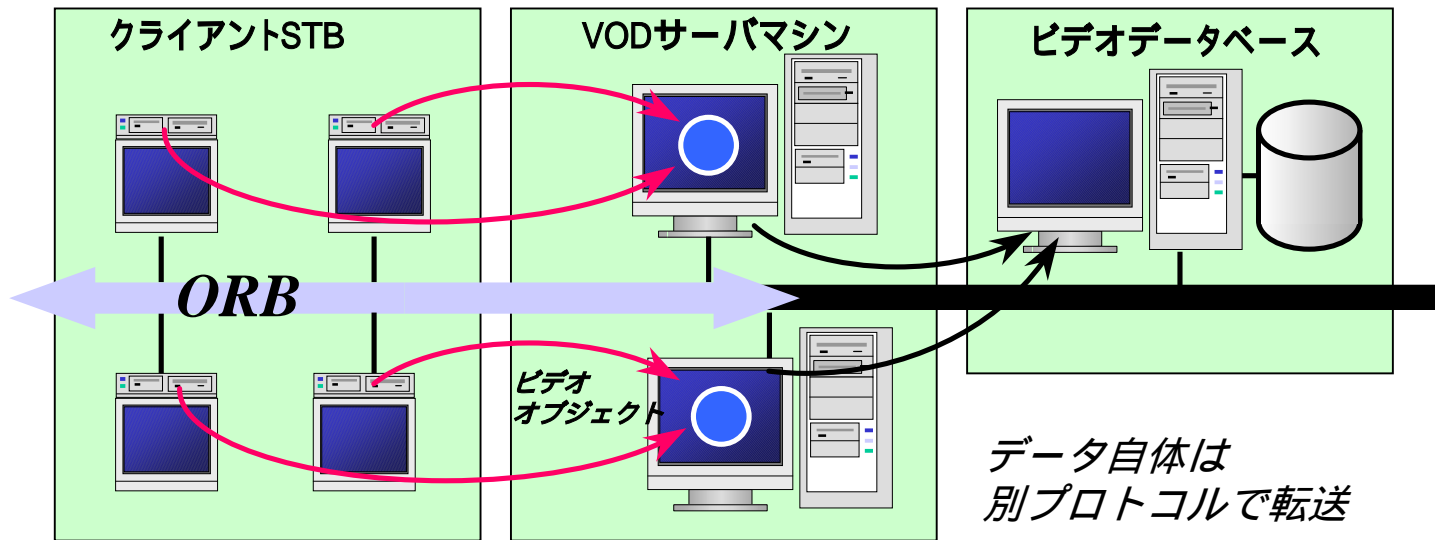 クライアントSTB
VODサーバマシン
ビデオデータベース
ORB
ビデオ
オブジェクト
データ自体は
別プロトコルで転送